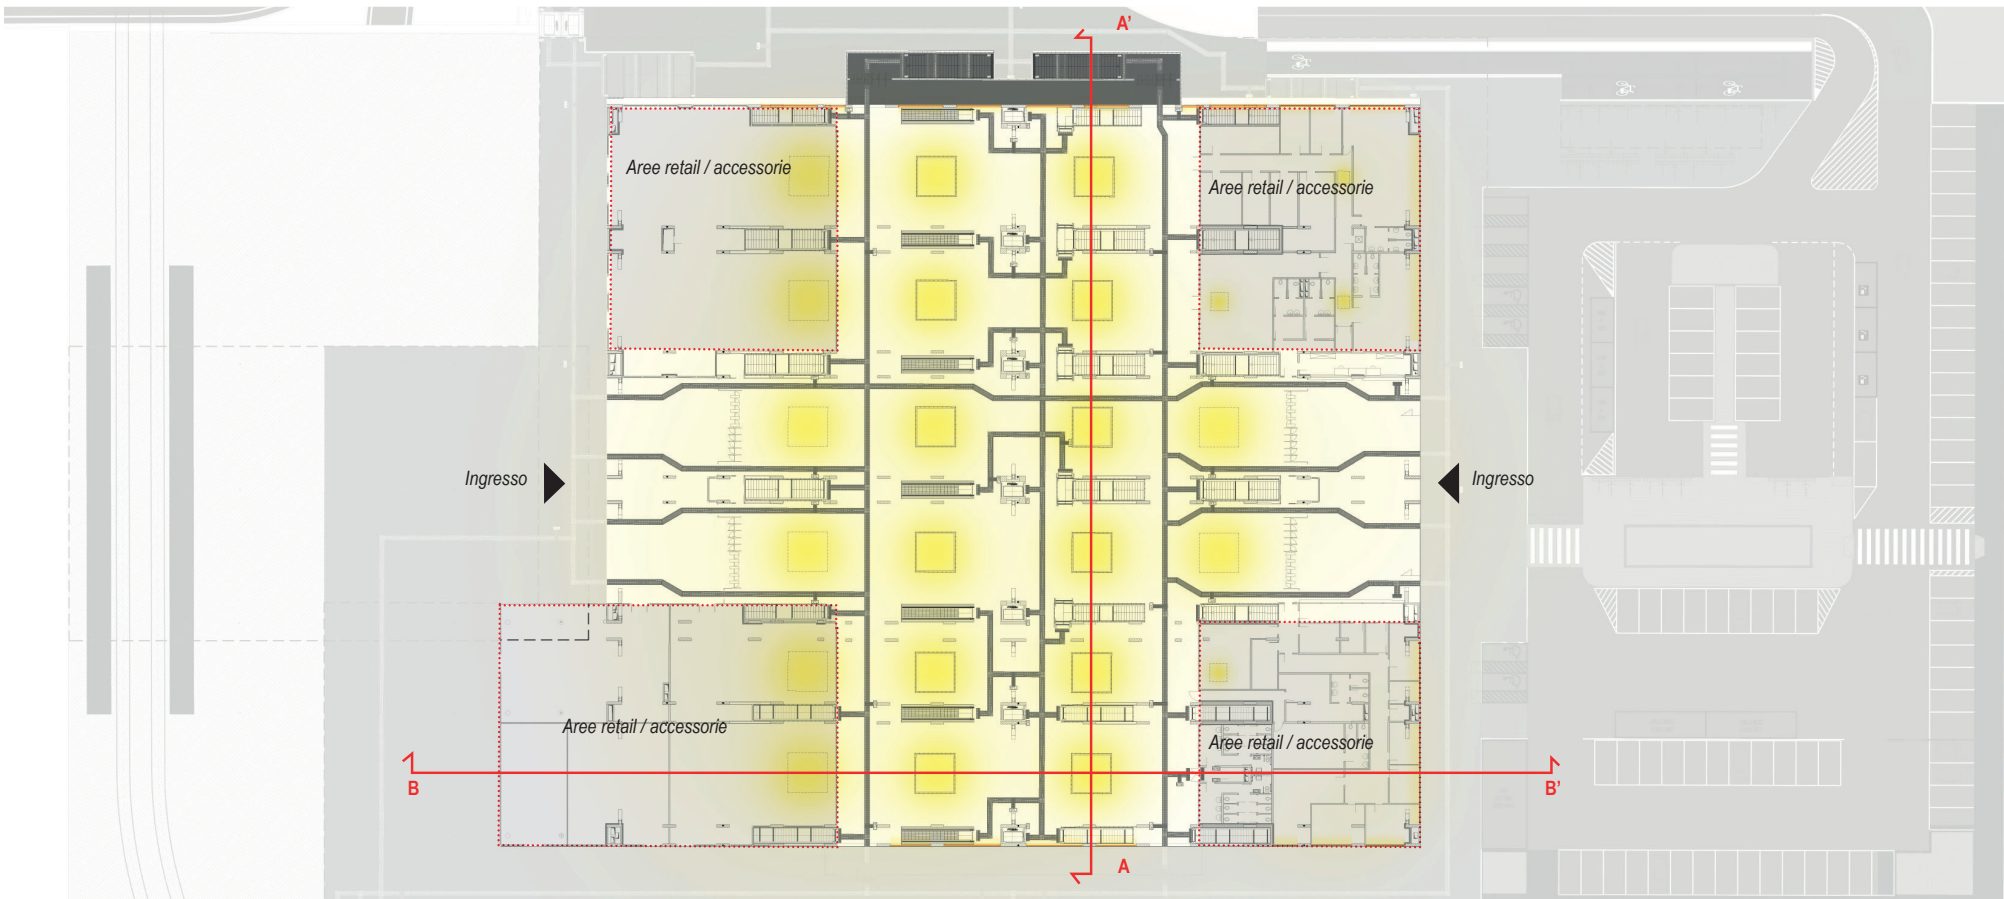 A'
Aree retail / accessorie
Aree retail / accessorie
Ingresso
Ingresso
Aree retail / accessorie
Aree retail / accessorie
B
B'
A